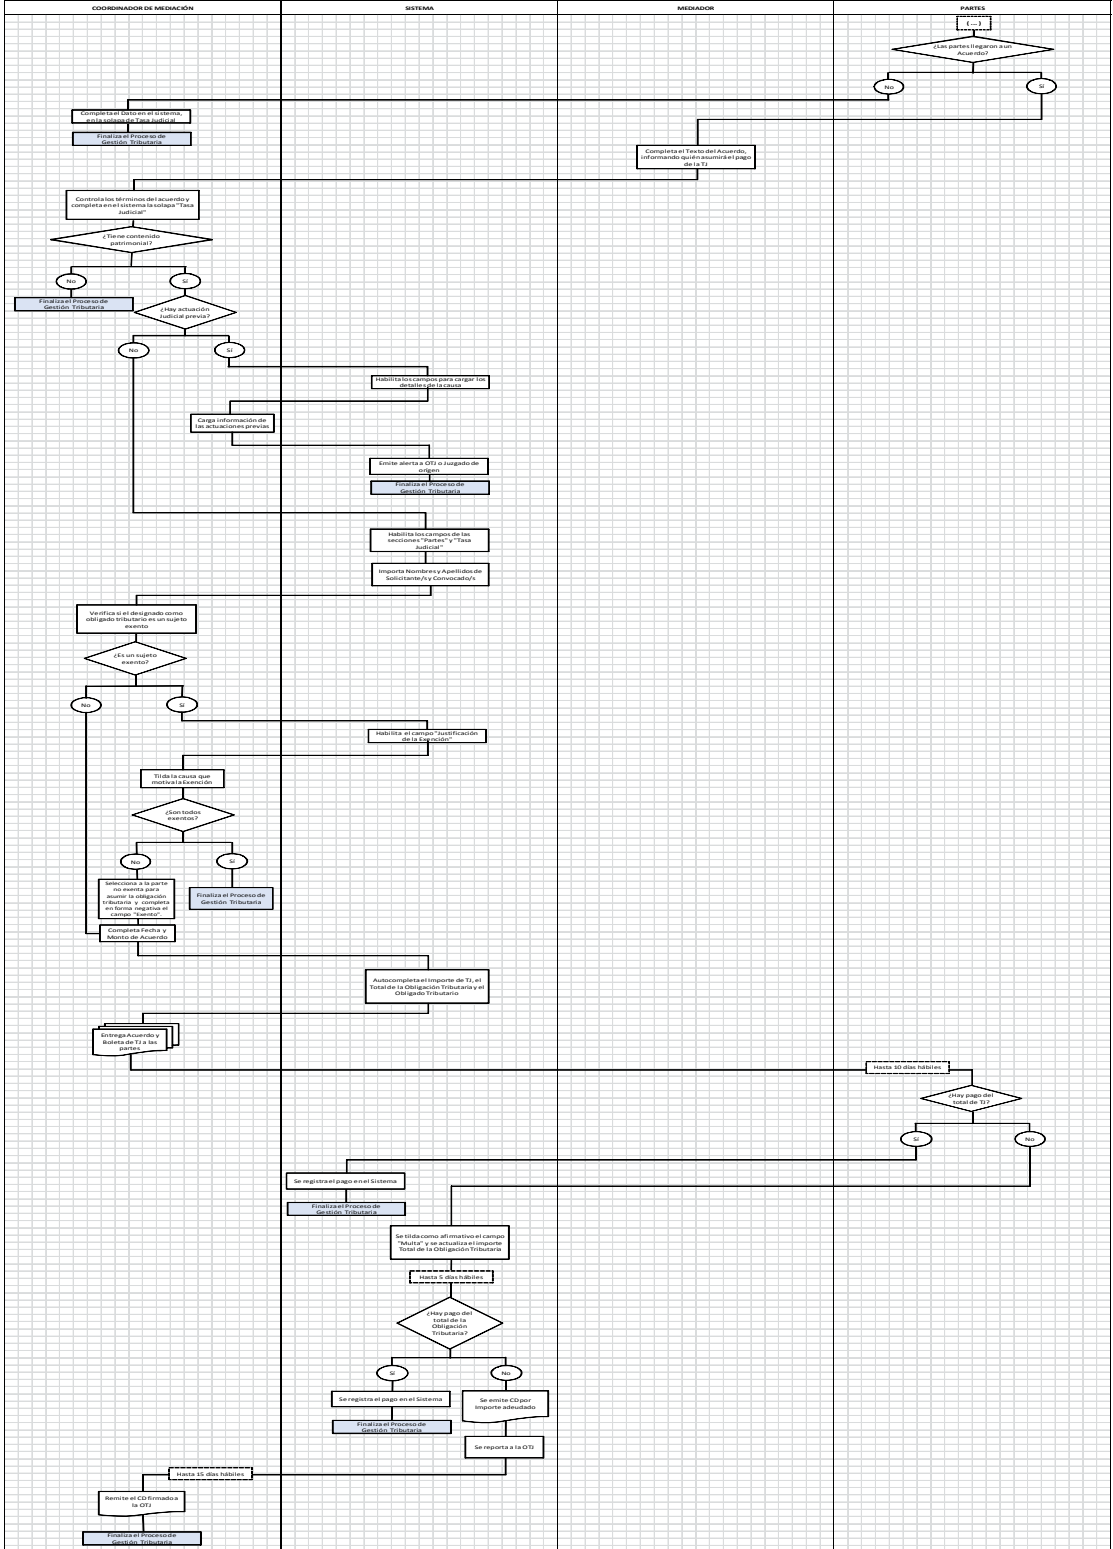 COORDINADOR DE MEDIACIÓN
SISTEMA
MEDIADOR
PARTES
(....)
¿Las partes llegaron a un
Acuerdo?
No
Sí
Completa el Dato en el sistema,
en la solapa de Tasa Judicial
Finaliza el Proceso de
Gestión Tributaria
Completa el Texto del Acuerdo,
informando quién asumirá el pago
de la TJ
Controla los términos del acuerdo y
completa en el sistema la solapa "Tasa
Judicial"
¿Tiene contenido
patrimonial?
No
Sí
Finaliza el Proceso de
Gestión Tributaria
¿Hay actuación
Judicial previa?
No
Sí
Habilita los campos para cargar los
detalles de la causa
Carga información de
las actuaciones previas
Emite alerta a OTJ o Juzgado de
origen
Finaliza el Proceso de
Gestión Tributaria
Habilita los campos de las
secciones "Partes" y "Tasa
Judicial"
Importa Nombres y Apellidos de
Solicitante/s y Convocado/s
Verifica si el designado como
obligado tributario es un sujeto
exento
¿Es un sujeto
exento?
No
Sí
Habilita el campo "Justificación
de la Exención"
Tilda la causa que
motiva la Exención
¿Son todos
exentos?
No
Sí
Selecciona a la parte
no exenta para
asumir la obligación
tributaria y completa
en forma negativa el
campo "Exento".
Finaliza el Proceso de
Gestión Tributaria
Completa Fecha y
Monto de Acuerdo
Autocompleta el Importe de TJ, el
Total de la Obligación Tributaria y el
Obligado Tributario
Entrega Acuerdo y
Boleta de TJ a las
partes
Hasta 10 días hábiles
¿Hay pago del
total de TJ?
Sí
No
Se registra el pago en el Sistema
Finaliza el Proceso de
Gestión Tributaria
Se tilda como afirmativo el campo
"Multa" y se actualiza el importe
Total de la Obligación Tributaria
Hasta 5 días hábiles
¿Hay pago del
total de la
Obligación
Tributaria?
Sí
No
Se registra el pago en el Sistema
Se emite CD por
Importe adeudado
Finaliza el Proceso de
Gestión Tributaria
Se reporta a la OTJ
Hasta 15 días hábiles
Remite el CD firmado a
la OTJ
Finaliza el Proceso de
Gestión Tributaria